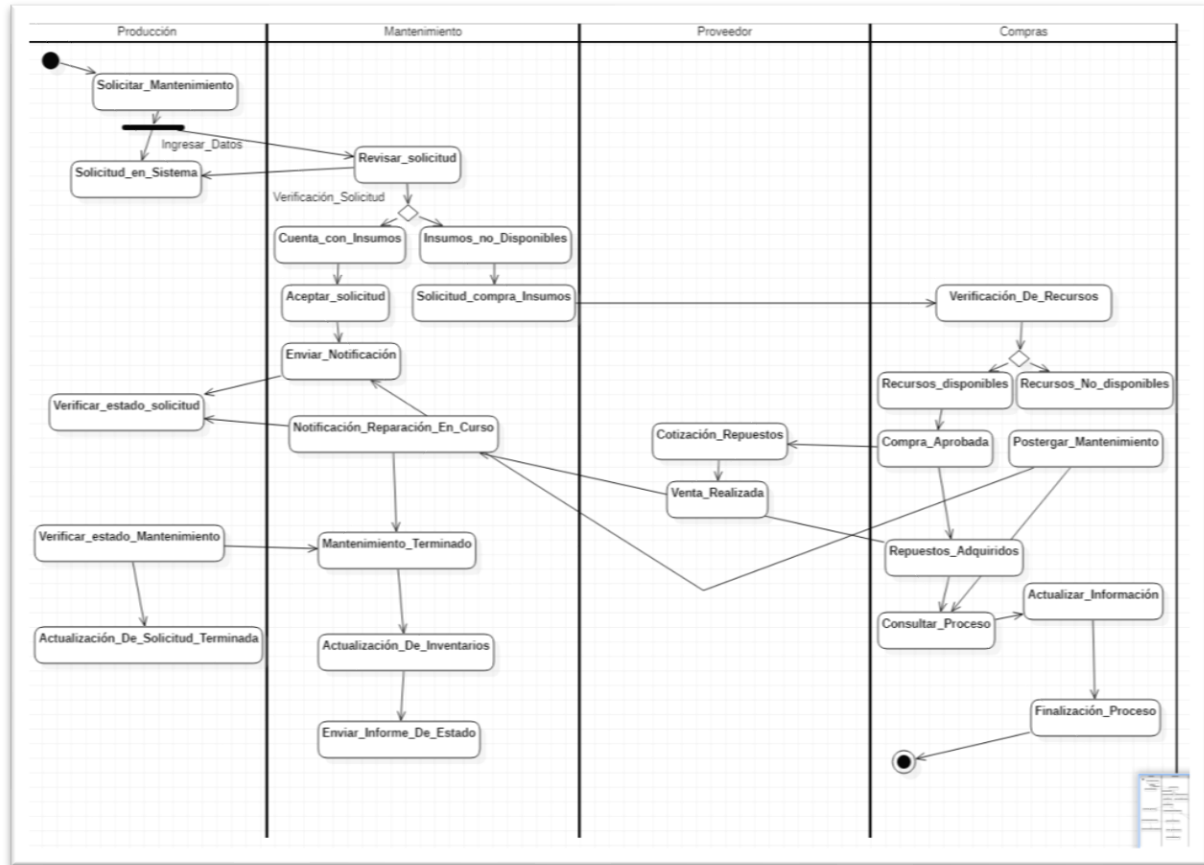 Producción
Mantenimiento
Proveedor
Compras
Solicitar_Mantenimiento
Ingresar_Datos
Revisar_solicitud
Solicitud_en_Sistema
Verificación_Solicitud
Cuenta_con_Insumos
Insumos_no_Disponibles
Aceptar_solicitud
Solicitud_compra_Insumos
Verificación_De_Recursos
Enviar_Notificación
Recursos_disponibles
Recursos_No_disponibles
Verificar_estado_solicitud
Notificación_Reparación_En_Curso
Cotización_Repuestos
Compra_Aprobada
Postergar_Mantenimiento
Venta_Realizada
Verificar_estado_Mantenimiento
Mantenimiento_Terminado
Repuestos_Adquiridos
Actualizar_Información
Consultar_Proceso
Actualización_De_Solicitud_Terminada
Actualización_De_Inventarios
Finalización_Proceso
Enviar_Informe_De_Estado